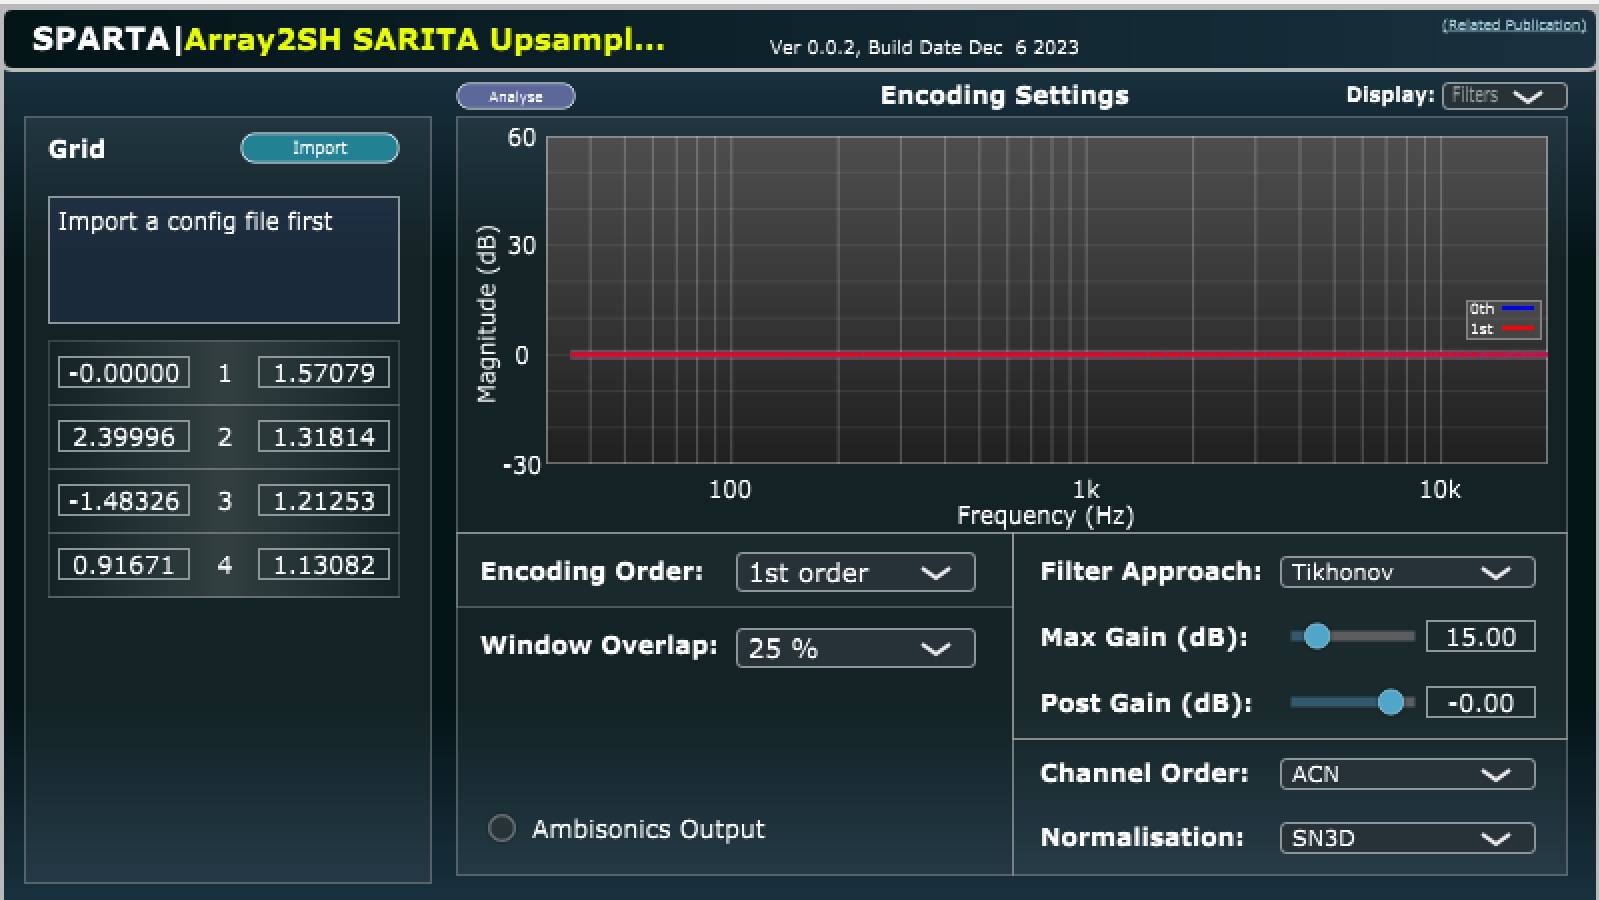 SPARTA|Array2SH SARITA Upsampl...
Ver 0.0.2, Build Date Dec  6 2023
(Related Publication)
Analyse
Encoding Settings
Display: Filters
Grid
Import
Import a config file first
-0.00000 1 1.57079
2.39996 2 1.31814
-1.48326 3 1.21253
0.91671 4 1.13082
60
30
0
-30
Magnitude (dB)
0th
1st
100 1k 10k
Frequency (Hz)
Encoding Order: 1st order
Window Overlap: 25 %
Ambisonics Output
Filter Approach: Tikhonov
Max Gain (dB): 15.00
Post Gain (dB): -0.00
Channel Order: ACN
Normalisation: SN3D